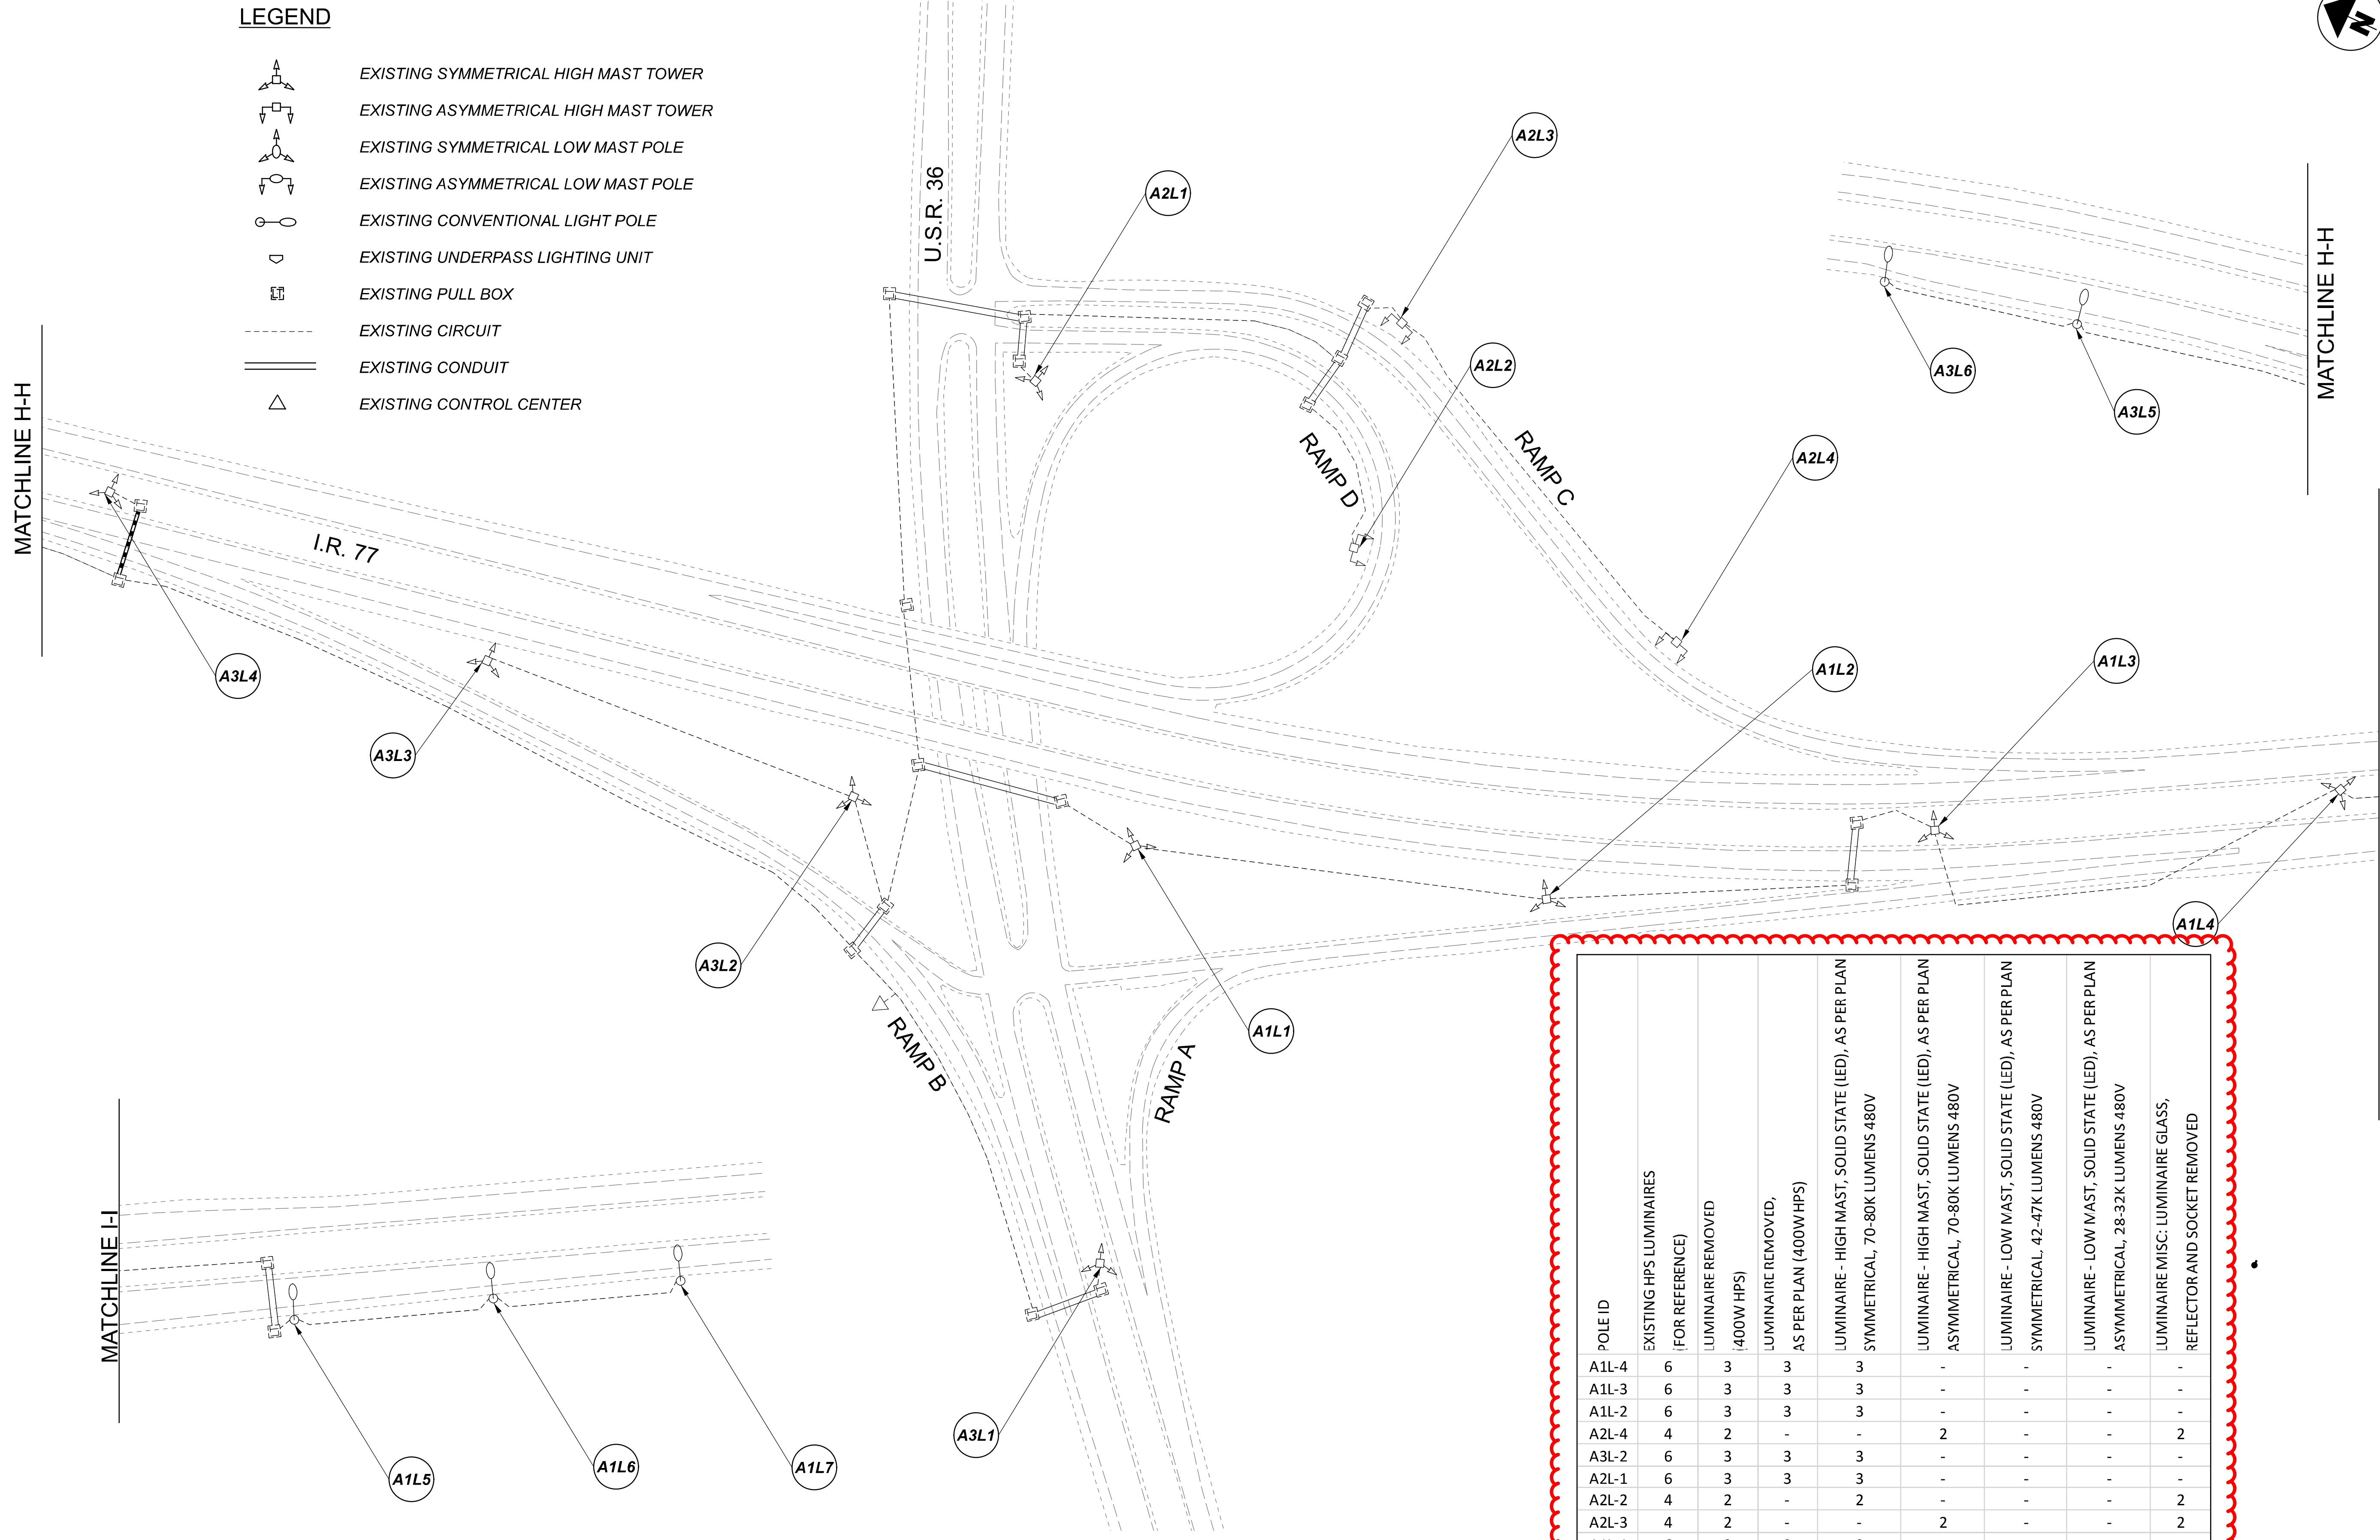 LEGEND
EXISTING SYMMETRICAL HIGH MAST TOWER
EXISTING ASYMMETRICAL HIGH MAST TOWER
EXISTING SYMMETRICAL LOW MAST POLE
EXISTING ASYMMETRICAL LOW MAST POLE
EXISTING CONVENTIONAL LIGHT POLE
EXISTING UNDERPASS LIGHTING UNIT
EXISTING PULL BOX
EXISTING CIRCUIT
EXISTING CONDUIT
EXISTING CONTROL CENTER
N
U.S.R. 36
A2L1
A2L3
A2L2
A2L4
A3L6
A3L5
MATCHLINE H-H
MATCHLINE H-H
I.R. 77
RAMP D
RAMP C
A3L4
A3L3
A1L2
A1L3
A3L2
A1L4
A1L1
RAMP B
RAMP A
MATCHLINE I-I
A3L1
A1L5
A1L6
A1L7
POLE ID
EXISTING HPS LUMINAIRES
(FOR REFERENCE)
LUMINAIRE REMOVED
(400W HPS)
LUMINAIRE REMOVED,
AS PER PLAN (400W HPS)
LUMINAIRE - HIGH MAST, SOLID STATE (LED), AS PER PLAN
SYMMETRICAL, 70-80K LUMENS 480V
LUMINAIRE - HIGH MAST, SOLID STATE (LED), AS PER PLAN
ASYMMETRICAL, 70-80K LUMENS 480V
LUMINAIRE - LOW MAST, SOLID STATE (LED), AS PER PLAN
SYMMETRICAL, 42-47K LUMENS 480V
LUMINAIRE - LOW MAST, SOLID STATE (LED), AS PER PLAN
ASYMETRICAL, 28-32K LUMENS 480V
LUMINAIRE MISC: LUMINAIRE GLASS,
REFLECTOR AND SOCKET REMOVED
A1L-4 6 3 3 3 - - - -
A1L-3 6 3 3 3 - - - -
A1L-2 6 3 3 3 - - - -
A2L-4 4 2 - - 2 - - 2
A3L-2 6 3 3 3 - - - -
A2L-1 6 3 3 3 - - - -
A2L-2 4 2 - 2 - - - 2
A2L-3 4 2 - - 2 - - 2